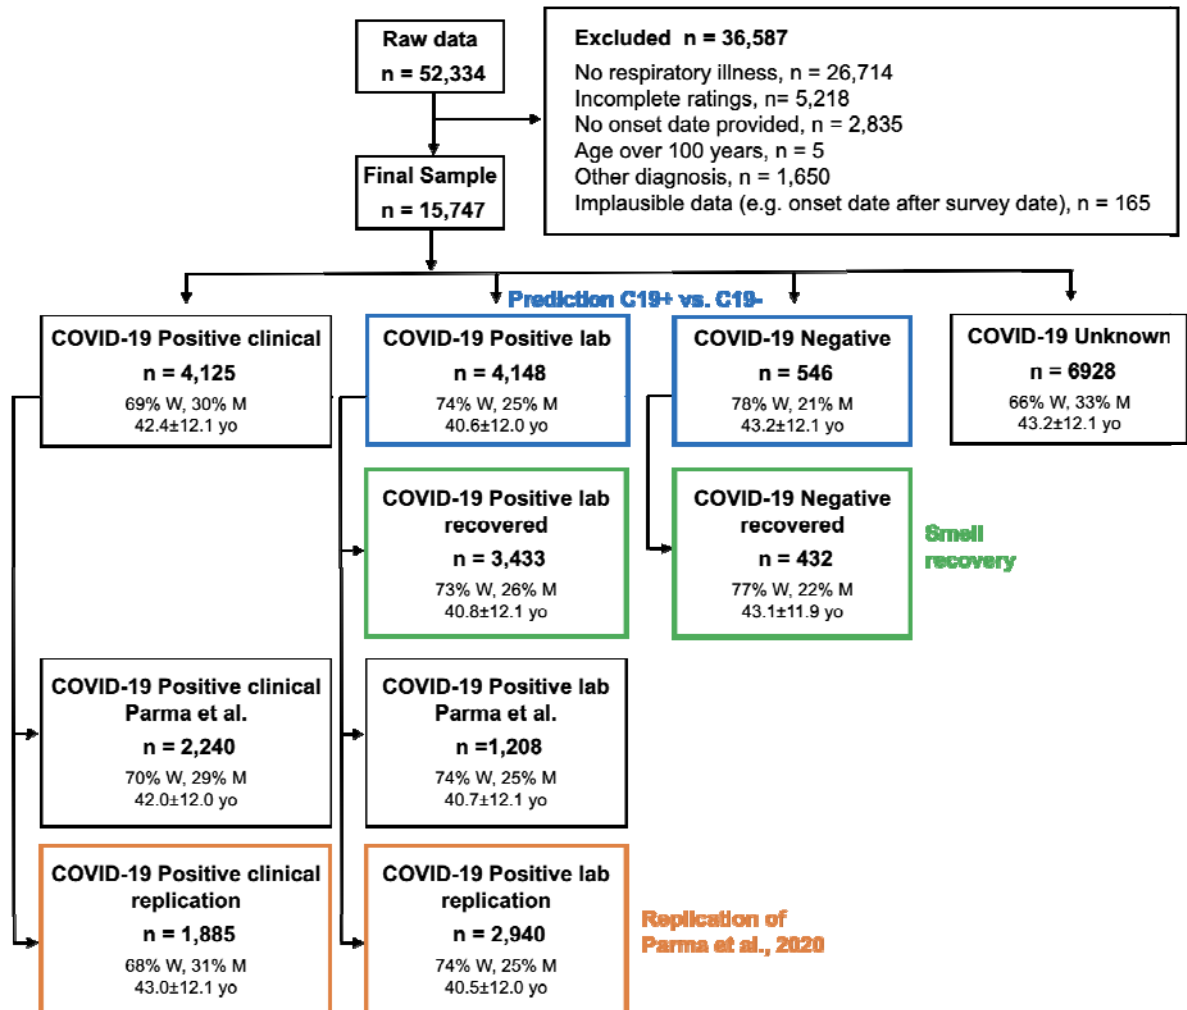 Raw data
n = 52,334
Excluded  n = 36,587
No respiratory illness, n = 26,714
Incomplete ratings, n= 5,218
No onset date provided, n = 2,835
Age over 100 years, n = 5
Other diagnosis, n = 1,650
Implausible data (e.g. onset date after survey date), n = 165
Final Sample
n = 15,747
Prediction C19+ vs. C19-
COVID-19 Positive clinical
n = 4,125
69% W, 30% M
42.4±12.1 yo
COVID-19 Positive lab
n = 4,148
74% W, 25% M
40.6±12.0 yo
COVID-19 Negative
n = 546
78% W, 21% M
43.2±12.1 yo
COVID-19 Unknown
n = 6928
66% W, 33% M
43.2±12.1 yo
COVID-19 Positive lab
recovered
n = 3,433
73% W, 26% M
40.8±12.1 yo
COVID-19 Negative
recovered
n = 432
77% W, 22% M
43.1±11.9 yo
Smell
recovery
COVID-19 Positive clinical
Parma et al.
n = 2,240
70% W, 29% M
42.0±12.0 yo
COVID-19 Positive lab
Parma et al.
n =1,208
74% W, 25% M
40.7±12.1 yo
COVID-19 Positive clinical
replication
n = 1,885
68% W, 31% M
43.0±12.1 yo
COVID-19 Positive lab
replication
n = 2,940
74% W, 25% M
40.5±12.0 yo
Replication of
Parma et al., 2020